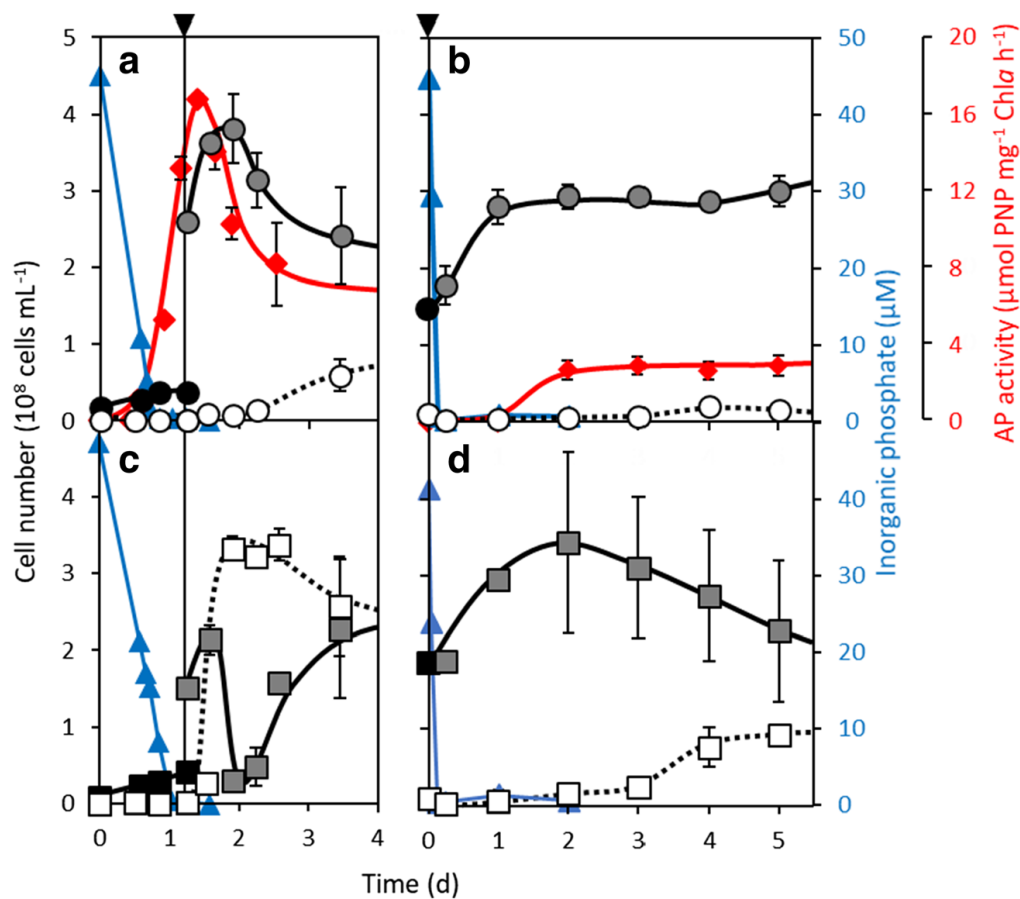 a
b
5
4
3
2
1
0
50
40
30
20
10
0
20
16
12
8
4
0
c
d
4
3
2
1
0
40
30
20
10
0
0 1 2 3 4
0 1 2 3 4 5
Cell number (10⁸ cells mL⁻¹)
Inorganic phosphate (µM)
AP activity (µmol PNP mg⁻¹ Chla h⁻¹)
Time (d)